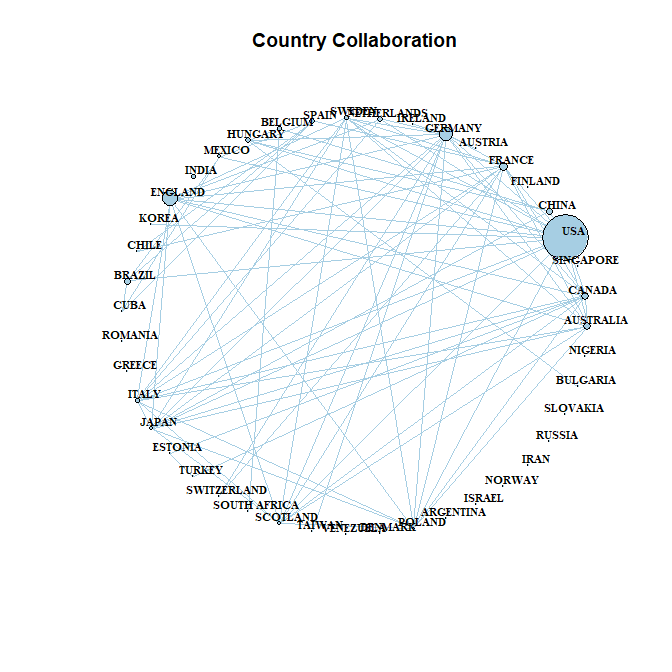 Country Collaboration
SWEDEN
SPAIN
NETHERLANDS
IRELAND
BELGIUM
GERMANY
HUNGARY
AUSTRIA
MEXICO
FRANCE
INDIA
FINLAND
ENGLAND
CHINA
KOREA
USA
CHILE
SINGAPORE
BRAZIL
CANADA
CUBA
AUSTRALIA
ROMANIA
NIGERIA
GREECE
BULGARIA
ITALY
SLOVAKIA
JAPAN
RUSSIA
ESTONIA
IRAN
TURKEY
NORWAY
SWITZERLAND
ISRAEL
SOUTH AFRICA
ARGENTINA
SCOTLAND
POLAND
TAIWAN
VENEZUELA
DENMARK